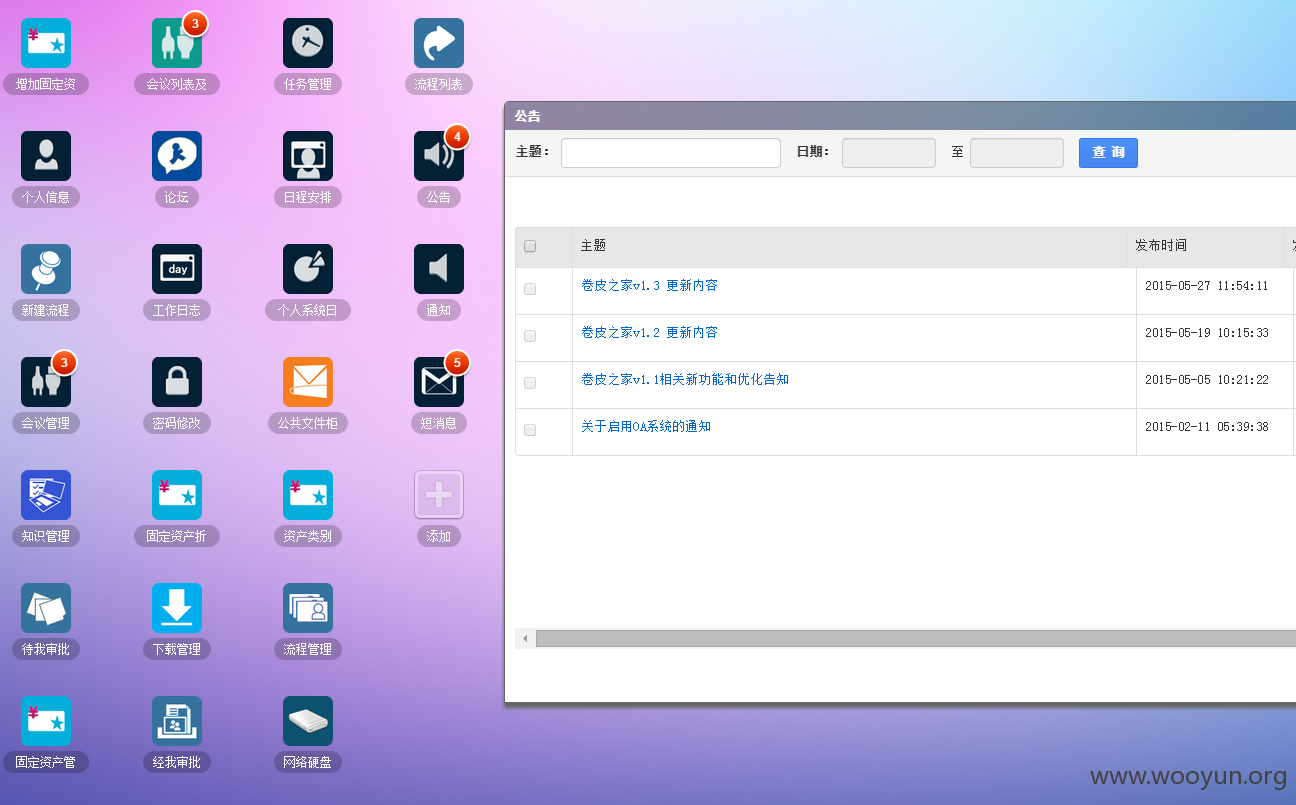 3
增加固定资
会议列表及
任务管理
流程列表
4
个人信息
论坛
日程安排
公告
day
新建流程
工作日志
个人系统日
通知
3
5
会议管理
密码修改
公共文件柜
短消息
知识管理
固定资产折
资产类别
添加
待我审批
下载管理
流程管理
固定资产管
经我审批
网络硬盘
公告
主题: 日期: 至 查 询
主题 发布时间
卷皮之家v1.3 更新内容 2015-05-27 11:54:11
卷皮之家v1.2 更新内容 2015-05-19 10:15:33
卷皮之家v1.1相关新功能和优化告知 2015-05-05 10:21:22
关于启用OA系统的通知 2015-02-11 05:39:38
www.wooyun.org